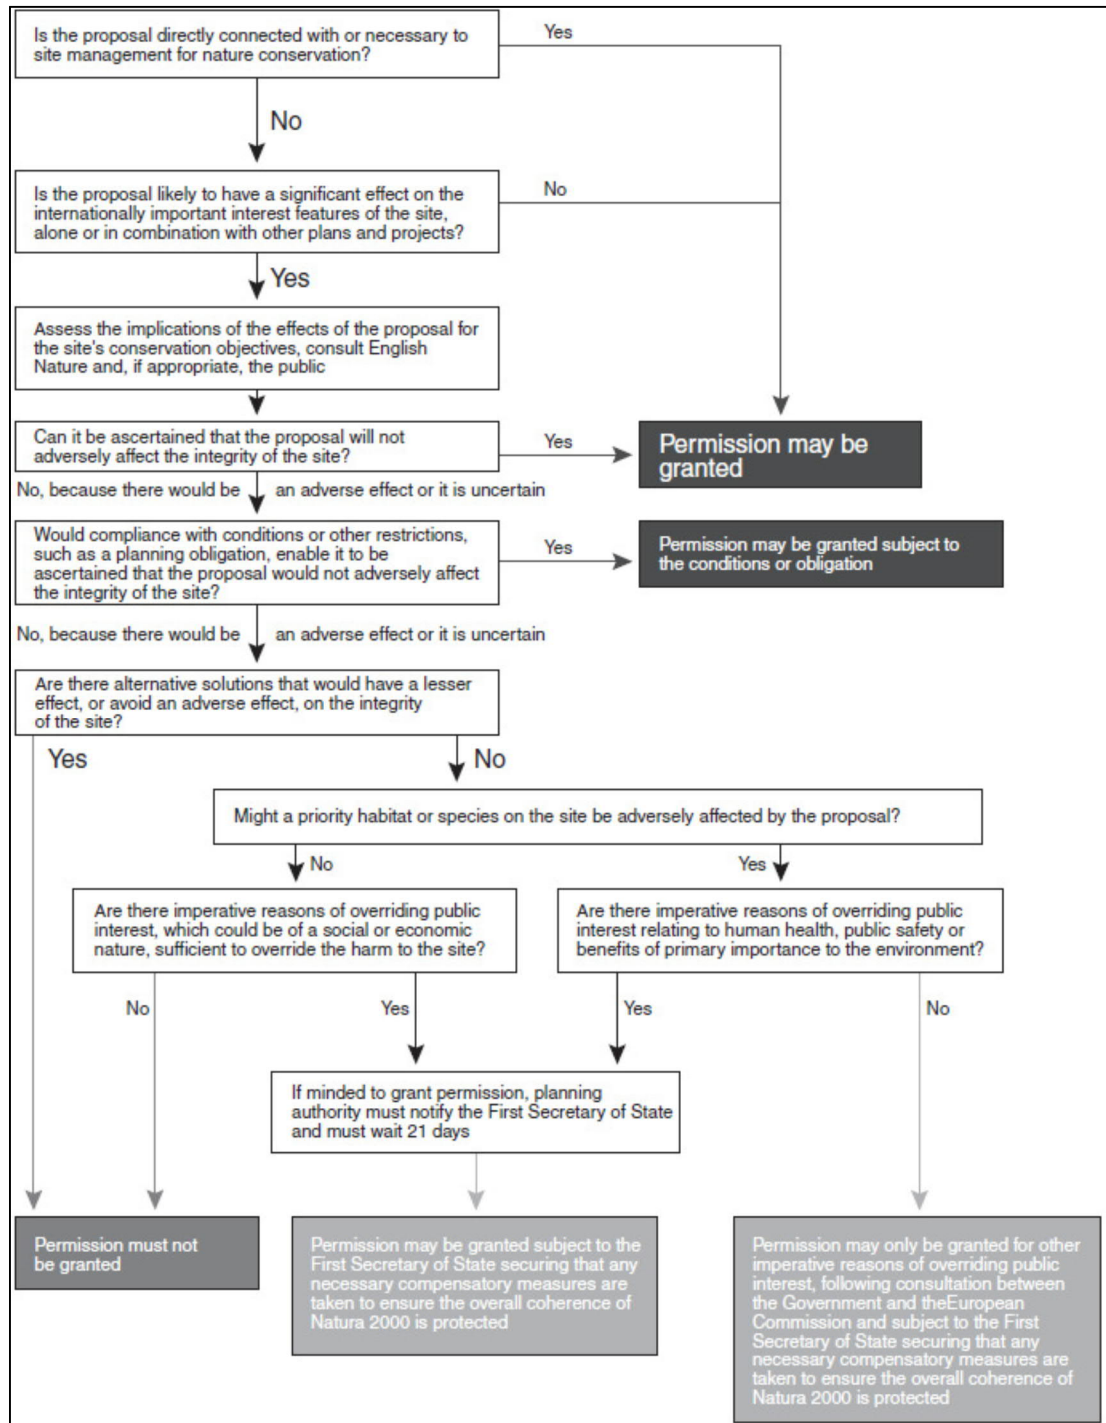 Is the proposal directly connected with or necessary to
site management for nature conservation?
Yes
No
Is the proposal likely to have a significant effect on the
internationally important interest features of the site,
alone or in combination with other plans and projects?
No
Yes
Assess the implications of the effects of the proposal for
the site's conservation objectives, consult English
Nature and, if appropriate, the public
Can it be ascertained that the proposal will not
adversely affect the integrity of the site?
Yes
Permission may be
granted
No, because there would be an adverse effect or it is uncertain
Would compliance with conditions or other restrictions,
such as a planning obligation, enable it to be
ascertained that the proposal would not adversely affect
the integrity of the site?
Yes
Permission may be granted subject to
the conditions or obligation
No, because there would be an adverse effect or it is uncertain
Are there alternative solutions that would have a lesser
effect, or avoid an adverse effect, on the integrity
of the site?
Yes
No
Might a priority habitat or species on the site be adversely affected by the proposal?
No
Yes
Are there imperative reasons of overriding public
interest, which could be of a social or economic
nature, sufficient to override the harm to the site?
Are there imperative reasons of overriding public
interest relating to human health, public safety or
benefits of primary importance to the environment?
No
Yes
Yes
No
If minded to grant permission, planning
authority must notify the First Secretary of State
and must wait 21 days
Permission must not
be granted
Permission may be granted subject to the
First Secretary of State securing that any
necessary compensatory measures are
taken to ensure the overall coherence of
Natura 2000 is protected
Permission may only be granted for other
imperative reasons of overriding public
interest, following consultation between
the Government and theEuropean
Commission and subject to the First
Secretary of State securing that any
necessary compensatory measures are
taken to ensure the overall coherence of
Natura 2000 is protected